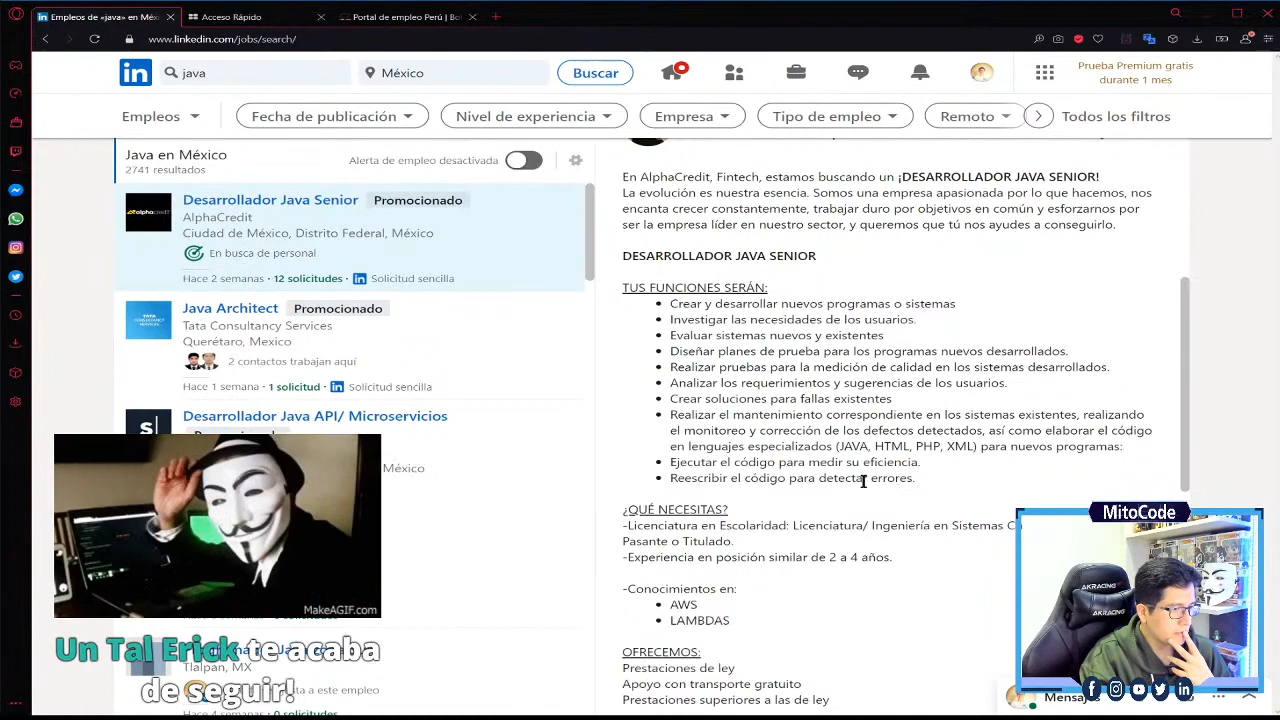 Empleos de «java» en Méxi
Acceso Rápido
Portal de empleo Perú | Bol
www.linkedin.com/jobs/search/
in
java
México
Buscar
Prueba Premium gratis
durante 1 mes
Empleos
Fecha de publicación
Nivel de experiencia
Empresa
Tipo de empleo
Remoto
Todos los filtros
Java en México
2741 resultados
Alerta de empleo desactivada
alphacredit
Desarrollador Java Senior
Promocionado
AlphaCredit
Ciudad de México, Distrito Federal, México
En busca de personal
Hace 2 semanas · 12 solicitudes · in Solicitud sencilla
Java Architect
Promocionado
Tata Consultancy Services
Querétaro, Mexico
2 contactos trabajan aquí
Hace 1 semana · 1 solicitud · in Solicitud sencilla
Desarrollador Java API/ Microservicios
México
MakeAGIF.com
Un Tal Erick te acaba
de seguir!
Tlalpan, MX
sta a este empleo
En AlphaCredit, Fintech, estamos buscando un ¡DESARROLLADOR JAVA SENIOR!
La evolución es nuestra esencia. Somos una empresa apasionada por lo que hacemos, nos
encanta crecer constantemente, trabajar duro por objetivos en común y esforzarnos por
ser la empresa líder en nuestro sector, y queremos que tú nos ayudes a conseguirlo.
DESARROLLADOR JAVA SENIOR
TUS FUNCIONES SERÁN:
• Crear y desarrollar nuevos programas o sistemas
• Investigar las necesidades de los usuarios.
• Evaluar sistemas nuevos y existentes
• Diseñar planes de prueba para los programas nuevos desarrollados.
• Realizar pruebas para la medición de calidad en los sistemas desarrollados.
• Analizar los requerimientos y sugerencias de los usuarios.
• Crear soluciones para fallas existentes
• Realizar el mantenimiento correspondiente en los sistemas existentes, realizando
el monitoreo y corrección de los defectos detectados, así como elaborar el código
en lenguajes especializados (JAVA, HTML, PHP, XML) para nuevos programas:
• Ejecutar el código para medir su eficiencia.
• Reescribir el código para detectar errores.
¿QUÉ NECESITAS?
-Licenciatura en Escolaridad: Licenciatura/ Ingeniería en Sistemas C
Pasante o Titulado.
-Experiencia en posición similar de 2 a 4 años.
-Conocimientos en:
• AWS
• LAMBDAS
OFRECEMOS:
Prestaciones de ley
Apoyo con transporte gratuito
Prestaciones superiores a las de ley
MitoCode
AKRACING
AKRACING
Mensajes